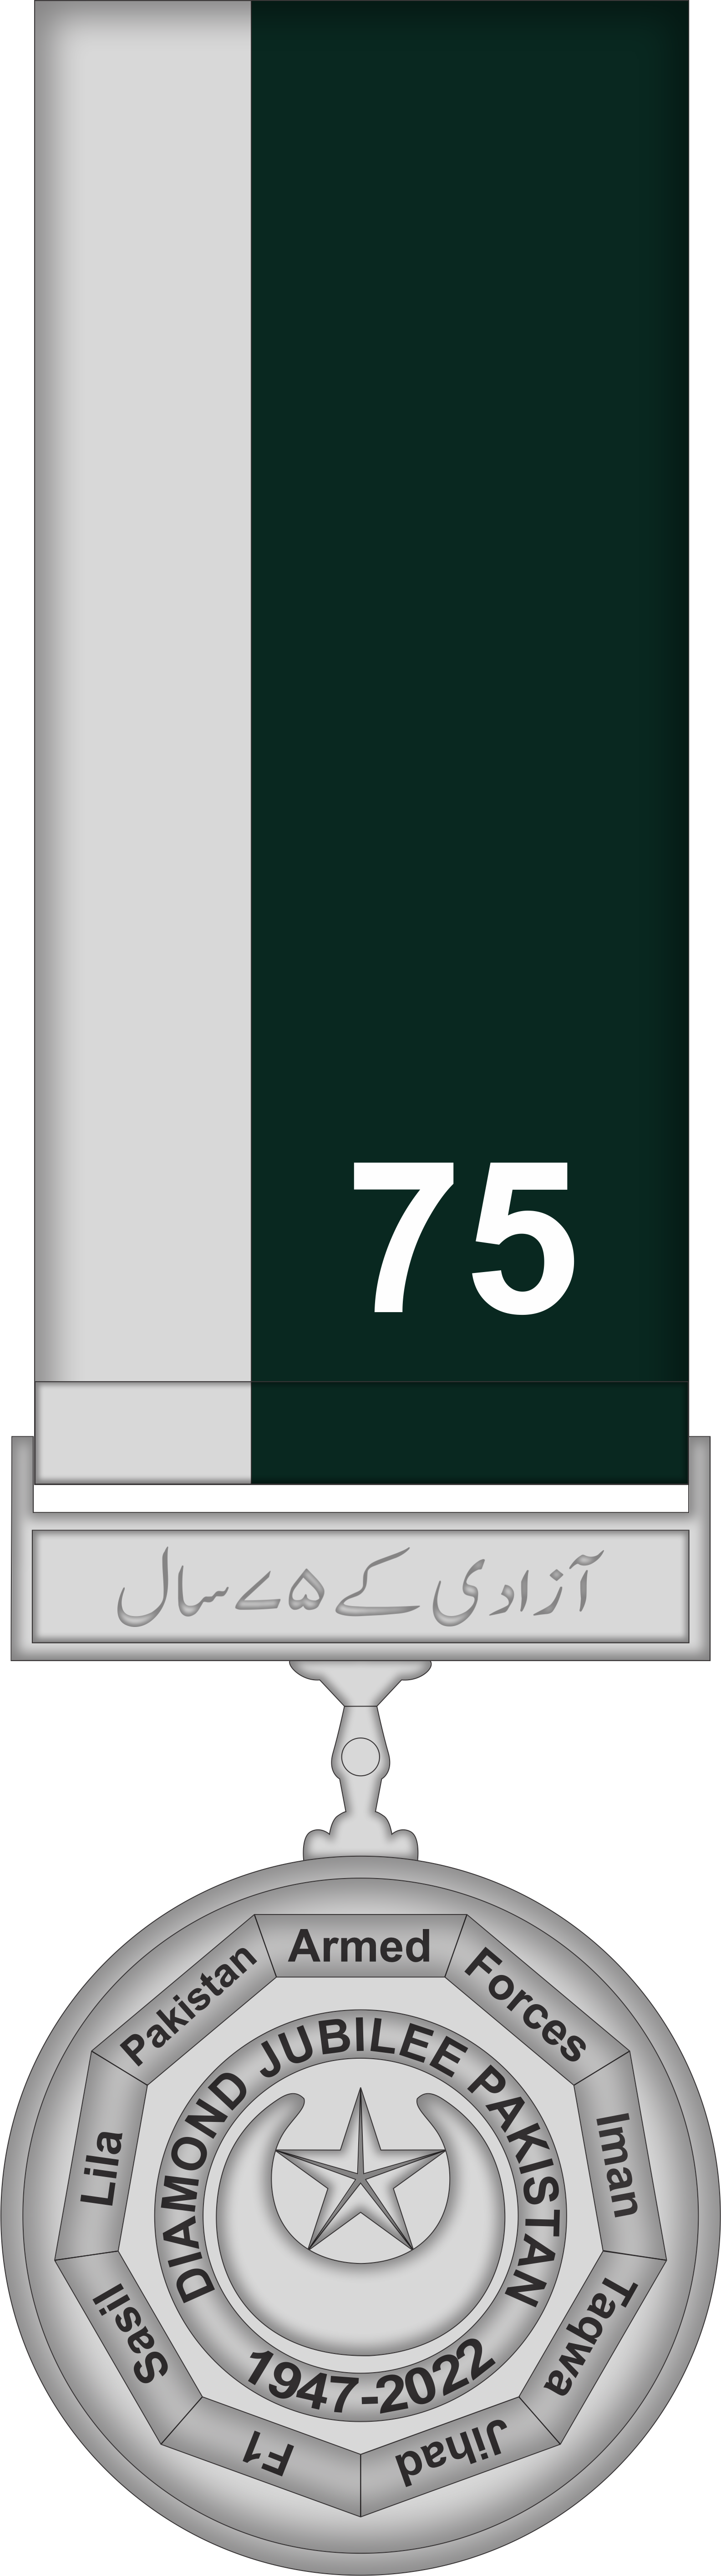 75
آزادی کے ۷۵ سال
Pakistan Armed Forces Iman Taqwa Jihad F1 Sasil Lila
DIAMOND JUBILEE PAKISTAN
1947-2022